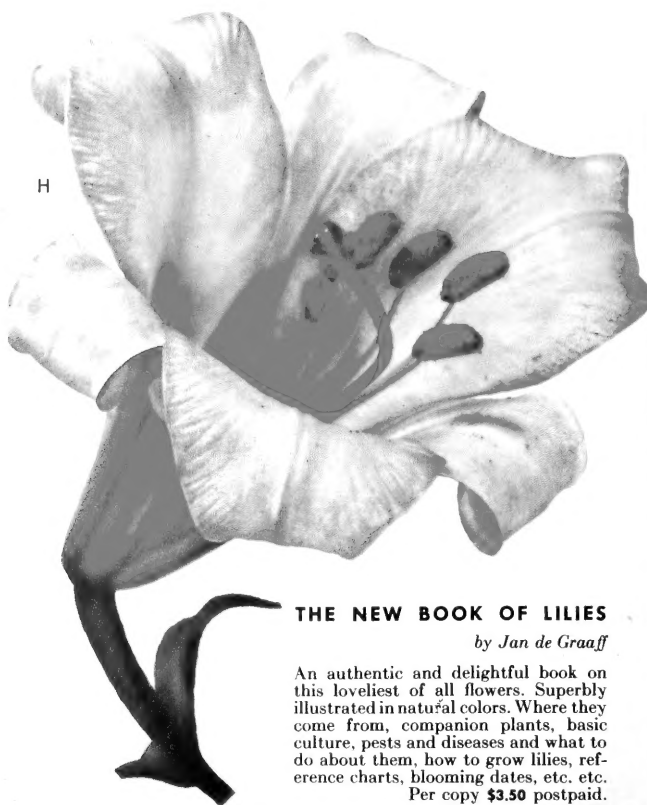 H
THE NEW BOOK OF LILIES
by Jan de Graaff
An authentic and delightful book on
this loveliest of all flowers. Superbly
illustrated in natural colors. Where they
come from, companion plants, basic
culture, pests and diseases and what to
do about them, how to grow lilies, ref-
erence charts, blooming dates, etc. etc.
Per copy $3.50 postpaid.